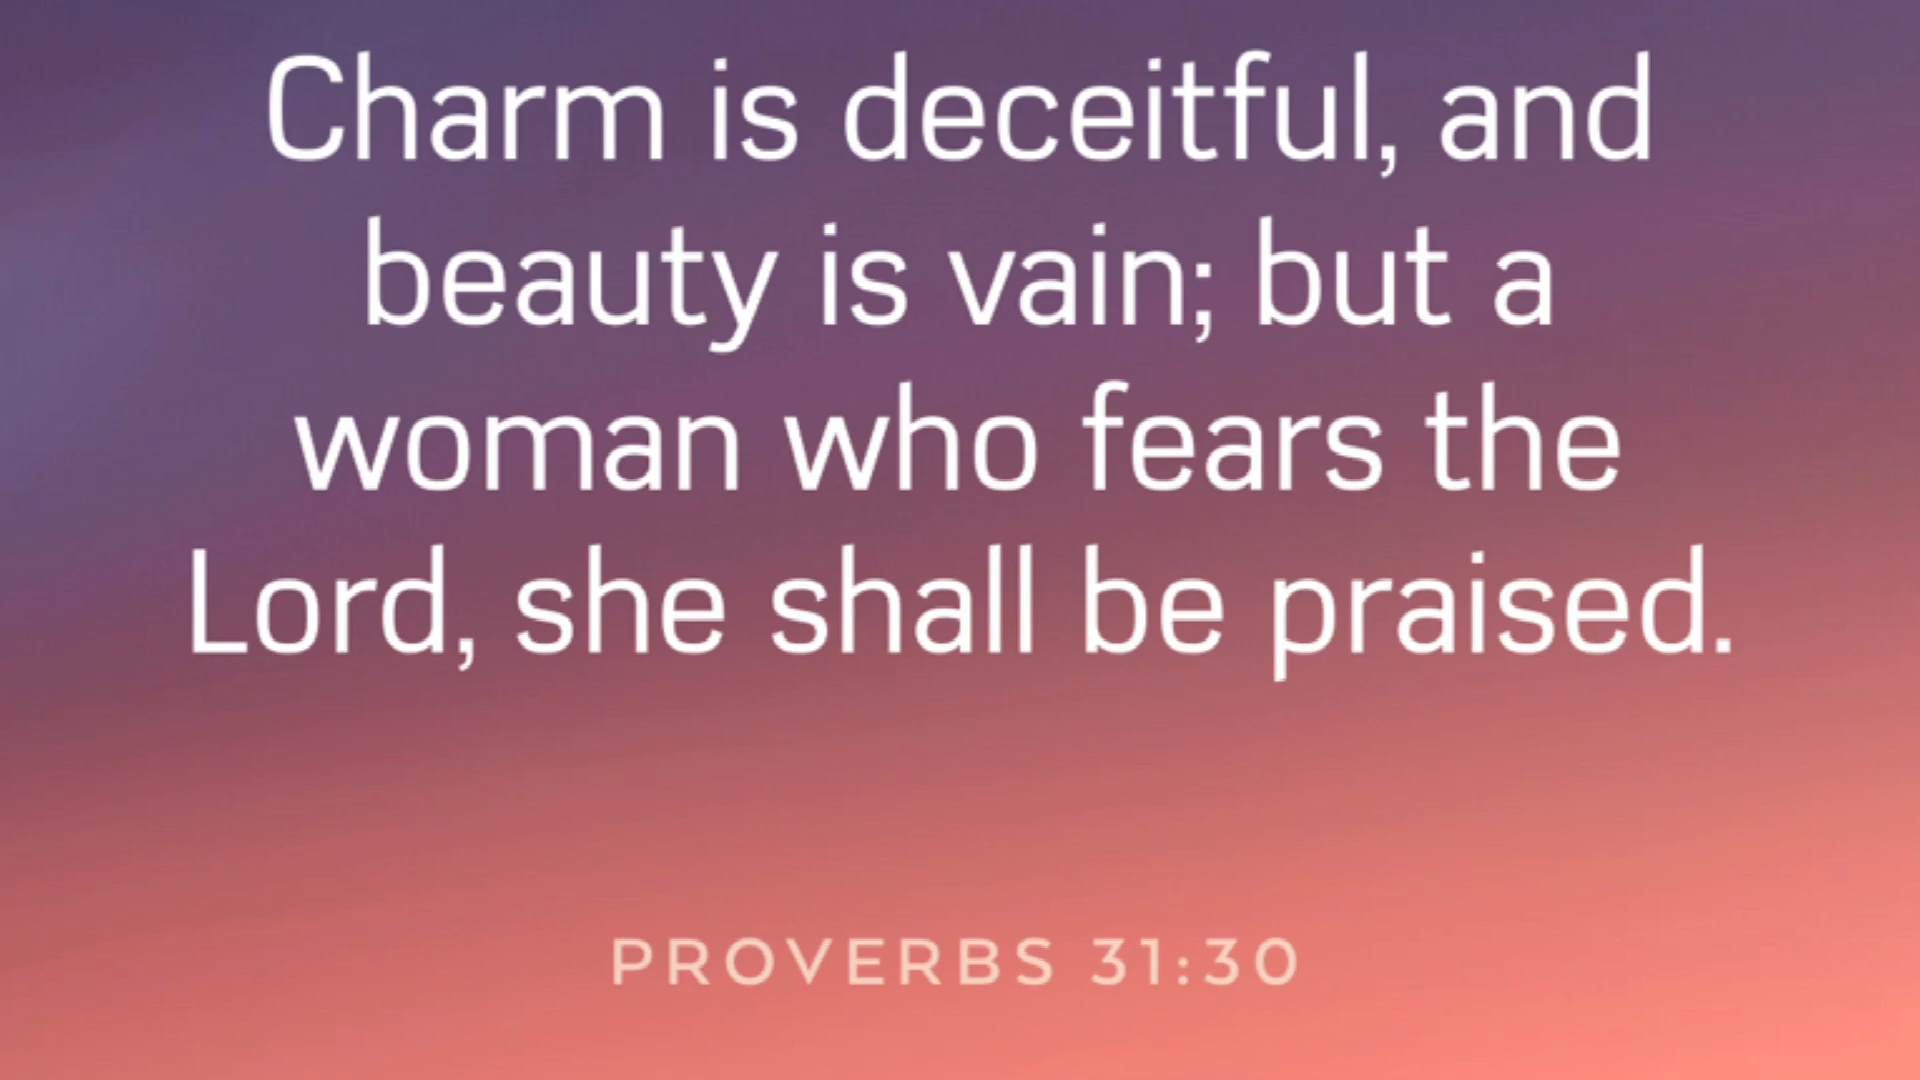 Charm is deceitful, and
beauty is vain; but a
woman who fears the
Lord, she shall be praised.
PROVERBS 31:30